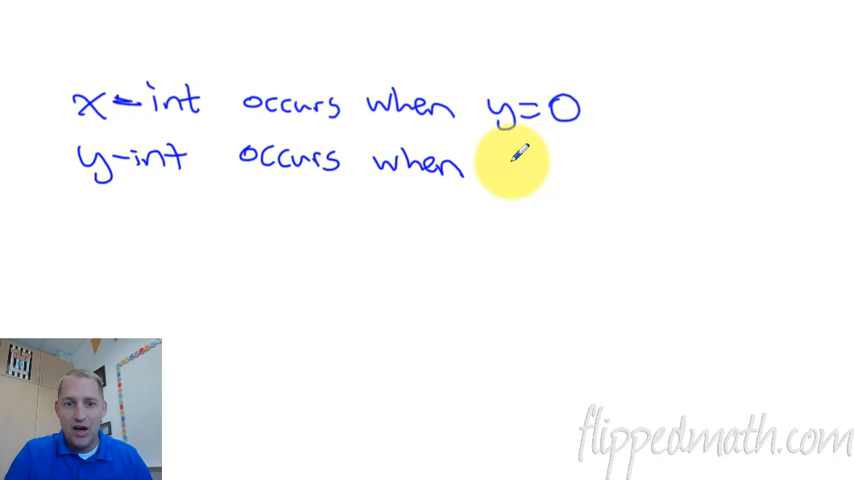 x-int occurs when y=0
y-int occurs when
flippedmath.com